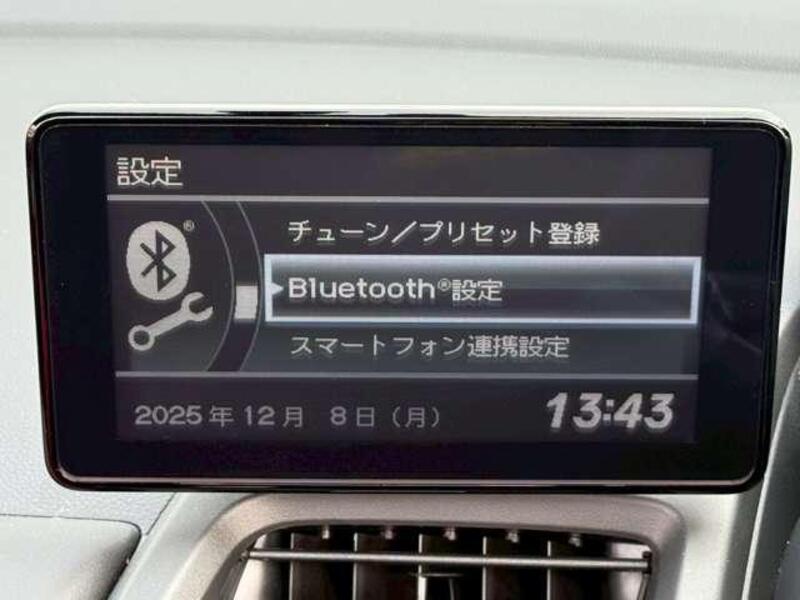 設定
チューン／プリセット登録
Bluetooth®設定
スマートフォン連携設定
2025年12月 8日（月） 13:43